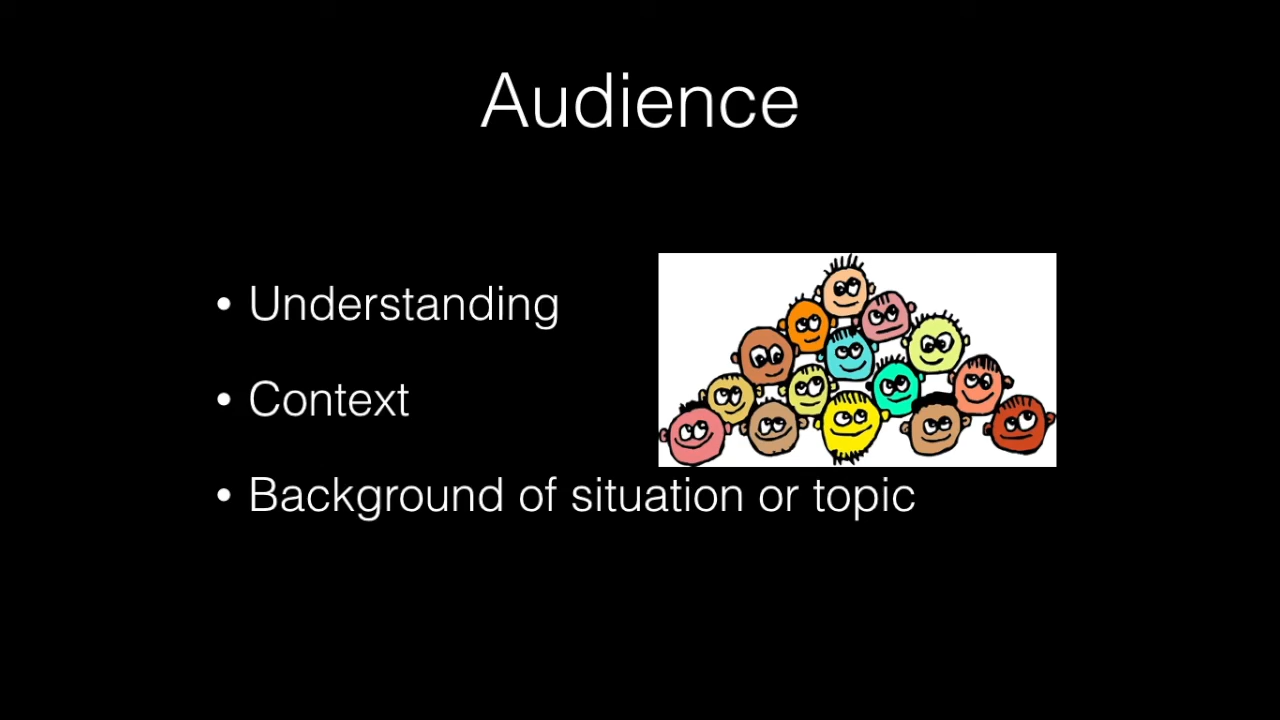 Audience
• Understanding
• Context
• Background of situation or topic